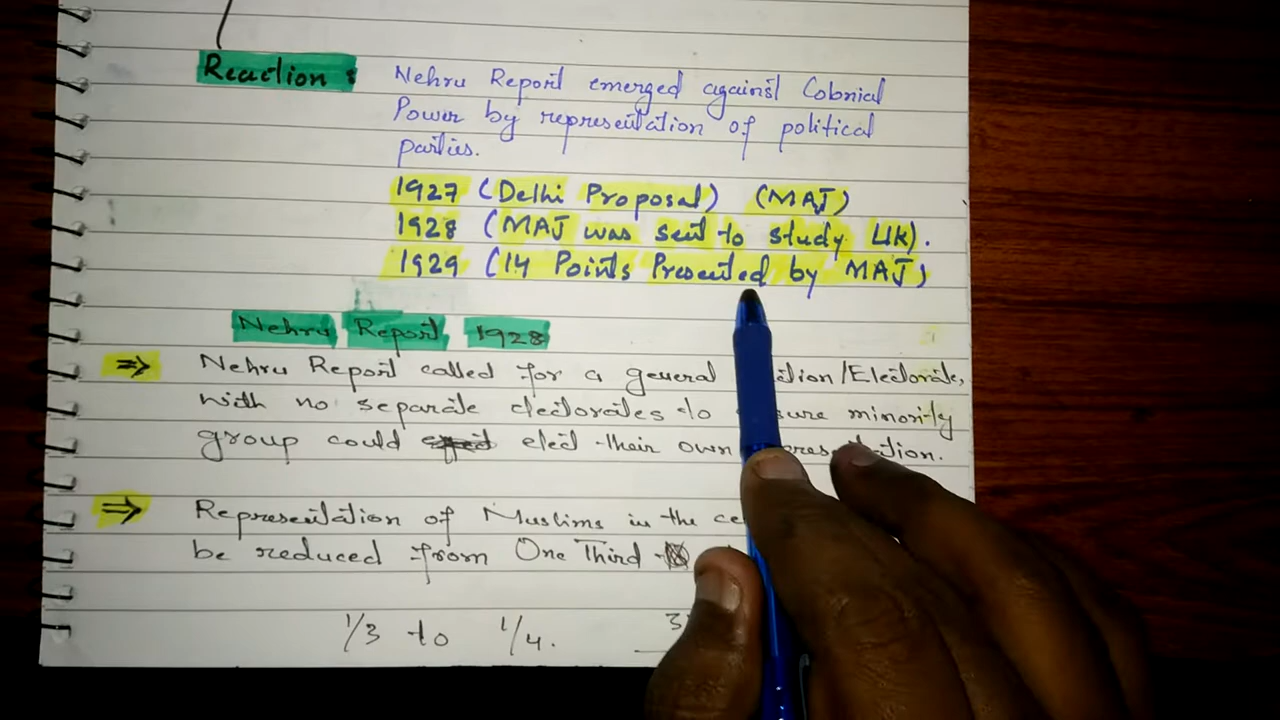 Reaction :
Nehru Report emerged against Colonial
Power by representation of political
parties.
1927 (Delhi Proposal) (MAJ)
1928 (MAJ was sent to study UK).
1929 (14 Points Presented by MAJ)
Nehru Report 1928
⇒ Nehru Report called for a general /Electorate,
with no separate electorates to minority
group could elect their own
⇒ Representation of Muslims in the
be reduced from One Third
1/3 to 1/4.